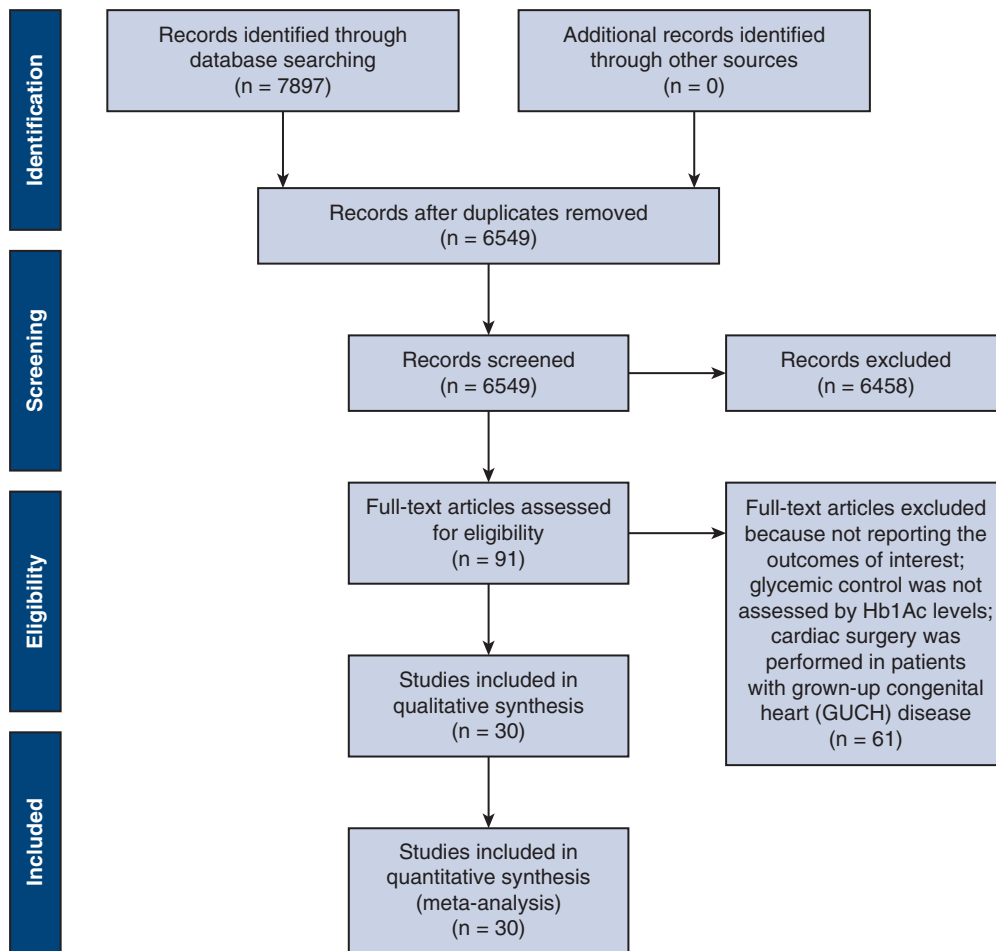 Identification
Records identified through
database searching
(n = 7897)
Additional records identified
through other sources
(n = 0)
Records after duplicates removed
(n = 6549)
Screening
Records screened
(n = 6549)
Records excluded
(n = 6458)
Eligibility
Full-text articles assessed
for eligibility
(n = 91)
Full-text articles excluded
because not reporting the
outcomes of interest;
glycemic control was not
assessed by Hb1Ac levels;
cardiac surgery was
performed in patients
with grown-up congenital
heart (GUCH) disease
(n = 61)
Studies included in
qualitative synthesis
(n = 30)
Included
Studies included in
quantitative synthesis
(meta-analysis)
(n = 30)